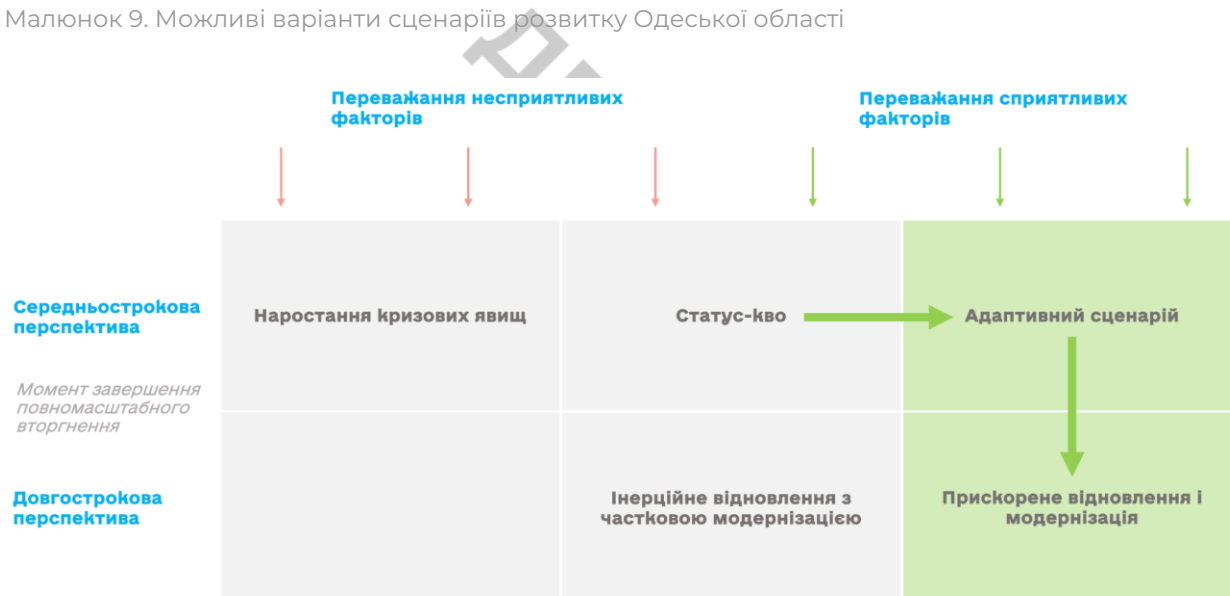 Малюнок 9. Можливі варіанти сценаріїв розвитку Одеської області
Переважання несприятливих
факторів
Переважання сприятливих
факторів
Середньострокова
перспектива
Наростання кризових явищ
Статус-кво
Адаптивний сценарій
Момент завершення
повномасштабного
вторгнення
Довгострокова
перспектива
Інерційне відновлення з
частковою модернізацією
Прискорене відновлення і
модернізація